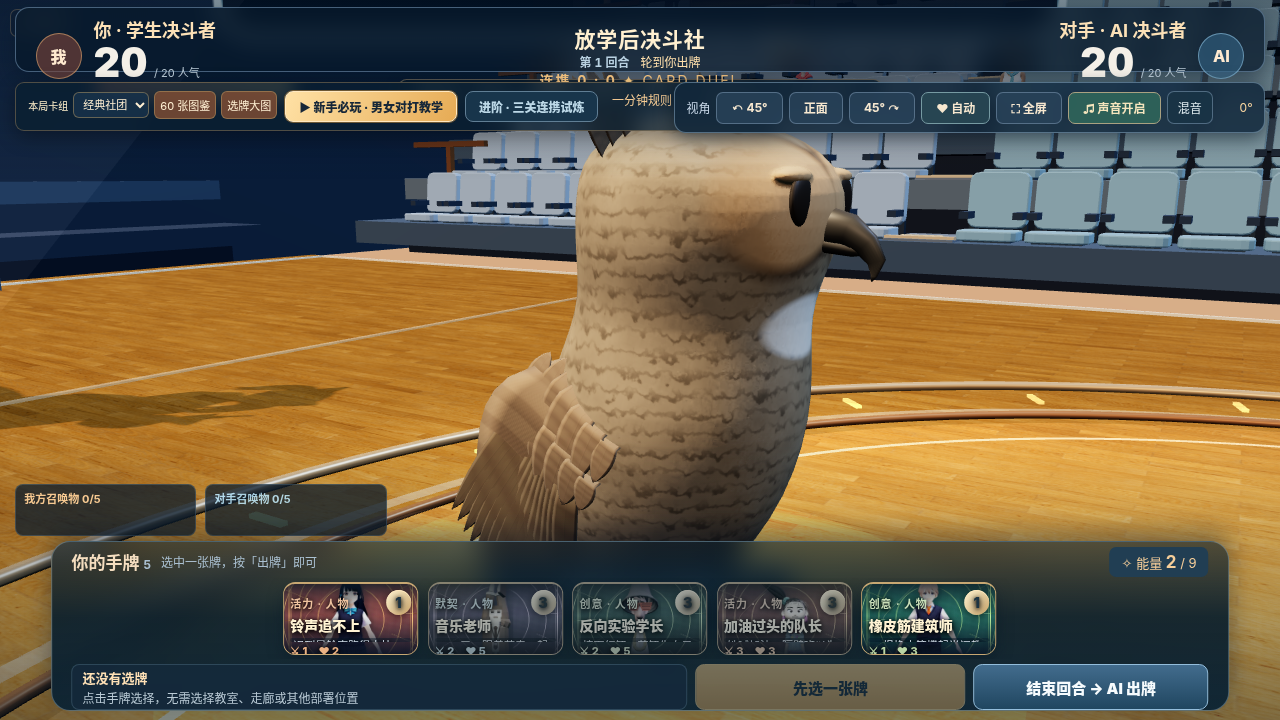 我
你 · 学生决斗者
20 / 20 人气
放学后决斗社
第 1 回合 轮到你出牌
对手 · AI 决斗者
20 / 20 人气
AI
本局卡组 经典社团 60 张图鉴 选牌大图 ▶ 新手必玩 · 男女对打教学 进阶 · 三关连携试炼 一分钟规则
视角 ↶ 45° 正面 45° ↷ ♥ 自动 ⛶ 全屏 ♫ 声音开启 混音 0°
我方召唤物 0/5
对手召唤物 0/5
你的手牌 5 选中一张牌，按「出牌」即可
✧ 能量 2 / 9
活力 · 人物 1
铃声追不上
⚔1 ♥2
默契 · 人物 3
音乐老师
⚔2 ♥5
创意 · 人物 3
反向实验学长
⚔2 ♥5
活力 · 人物 3
加油过头的队长
⚔3 ♥3
创意 · 人物 1
橡皮筋建筑师
⚔1 ♥3
还没有选牌
点击手牌选择，无需选择教室、走廊或其他部署位置
先选一张牌
结束回合 → AI 出牌